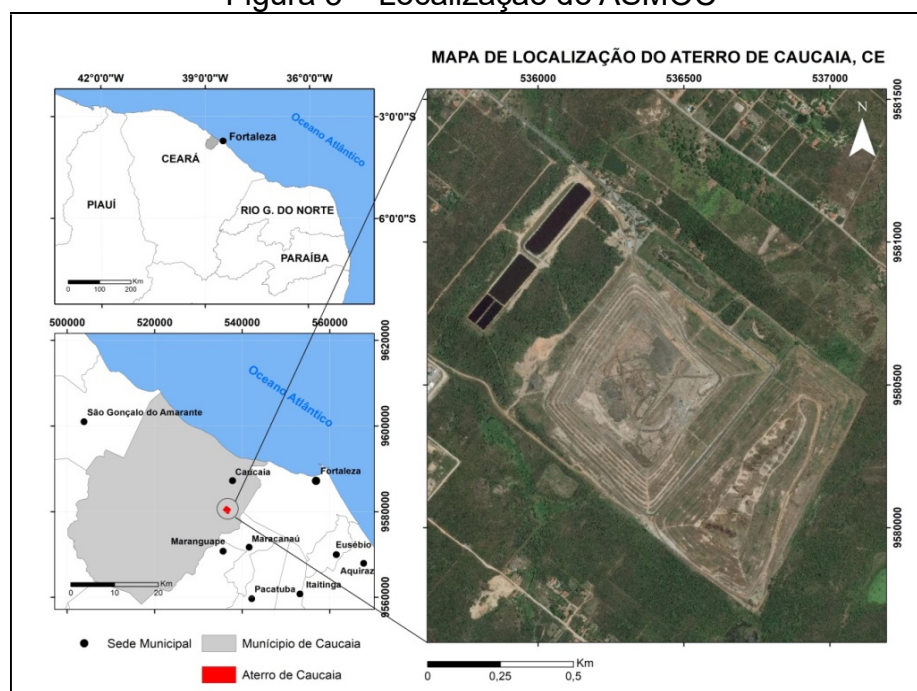 Figura 3 – Localização do ASMOC
MAPA DE LOCALIZAÇÃO DO ATERRO DE CAUCAIA, CE
42°0'0"W 39°0'0"W 36°0'0"W
3°0'0"S
6°0'0"S
Oceano Atlântico
Fortaleza
CEARÁ
PIAUÍ
RIO G. DO NORTE
PARAÍBA
Km
0 100 200
500000 520000 540000 560000
9620000
9600000
9580000
9560000
Oceano Atlântico
São Gonçalo do Amarante
Caucaia
Fortaleza
Maranguape
Maracanaú
Eusébio
Aquiraz
Pacatuba
Itaitinga
Km
0 10 20
536000 536500 537000
9581500
9581000
9580500
9580000
N
Sede Municipal
Munícipio de Caucaia
Aterro de Caucaia
Km
0 0,25 0,5